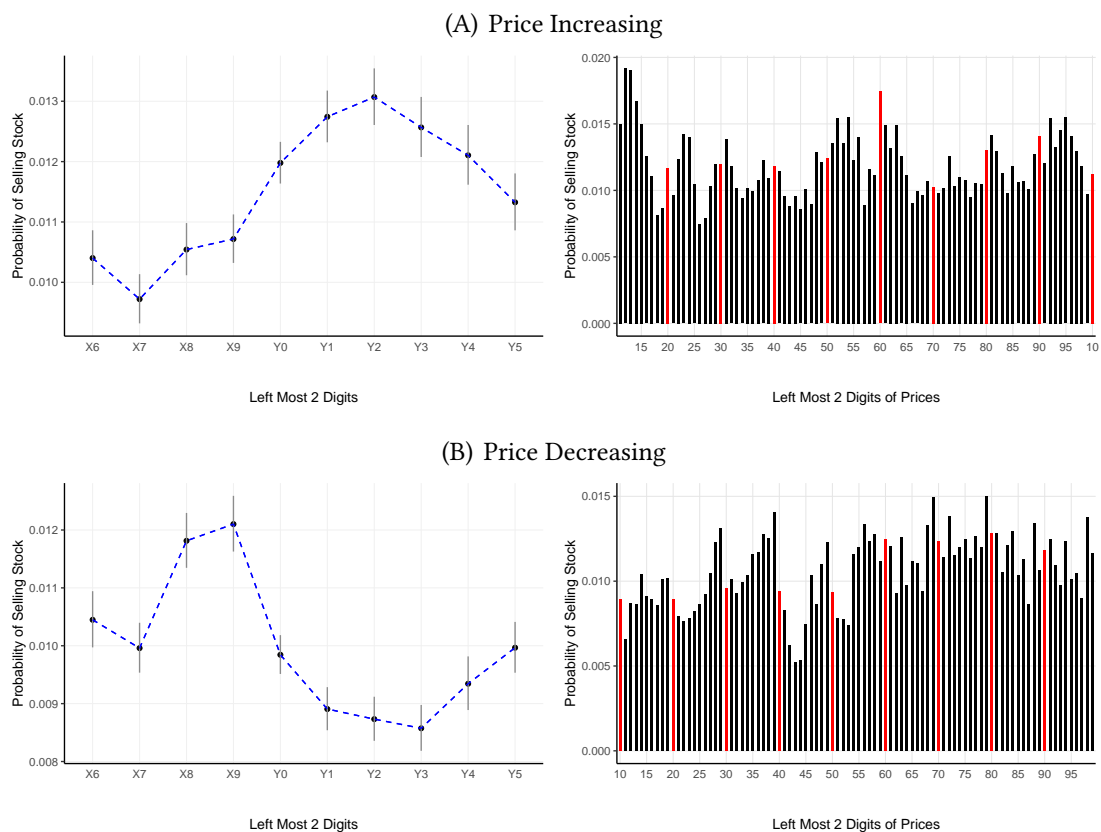 (A) Price Increasing
Probability of Selling Stock
0.013
0.012
0.011
0.010
X6 X7 X8 X9 Y0 Y1 Y2 Y3 Y4 Y5
Left Most 2 Digits
Probability of Selling Stock
0.020
0.015
0.010
0.005
0.000
15 20 25 30 35 40 45 50 55 60 65 70 75 80 85 90 95 10
Left Most 2 Digits of Prices
(B) Price Decreasing
Probability of Selling Stock
0.012
0.011
0.010
0.009
0.008
X6 X7 X8 X9 Y0 Y1 Y2 Y3 Y4 Y5
Left Most 2 Digits
Probability of Selling Stock
0.015
0.010
0.005
0.000
10 15 20 25 30 35 40 45 50 55 60 65 70 75 80 85 90 95
Left Most 2 Digits of Prices